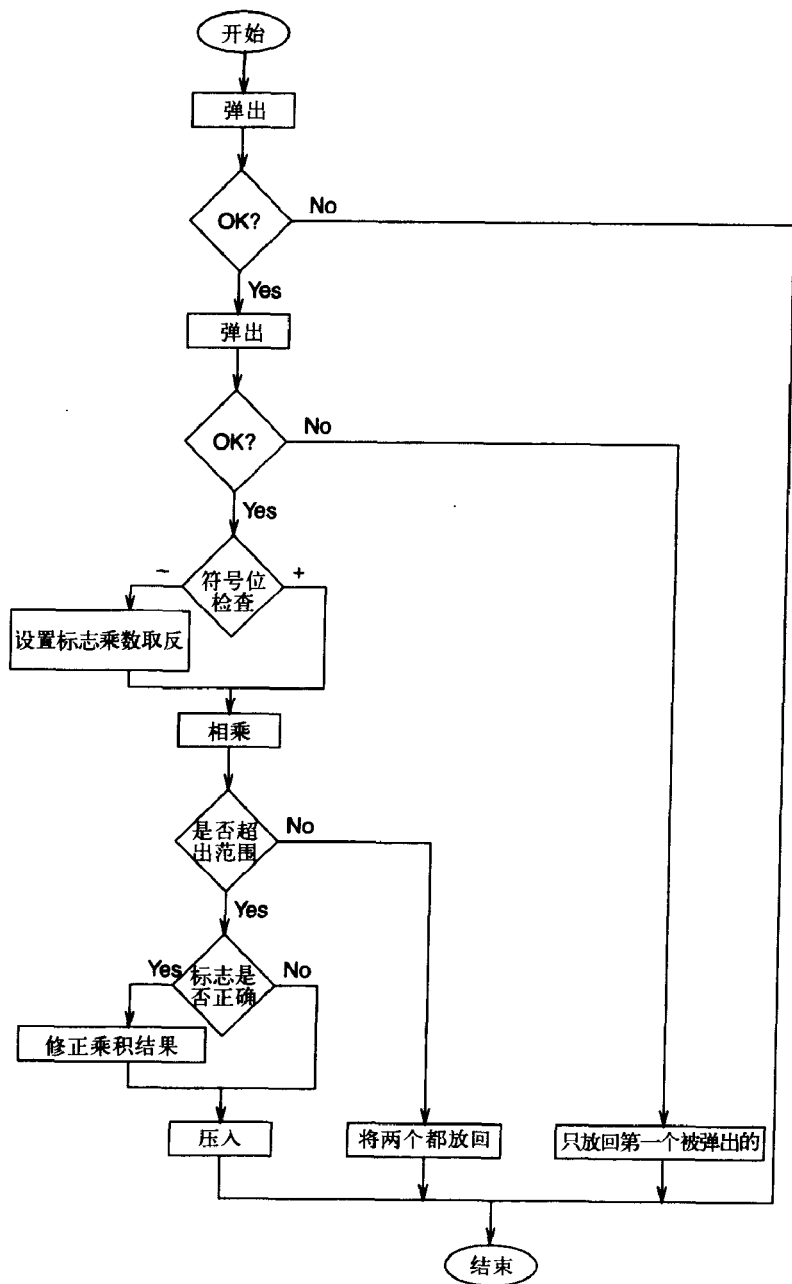 开始
弹出
OK?
No
Yes
弹出
OK?
No
Yes
符号位
检查
−
+
设置标志乘数取反
相乘
是否超
出范围
No
Yes
标志是
否正确
Yes
No
修正乘积结果
压入
将两个都放回
只放回第一个被弹出的
结束